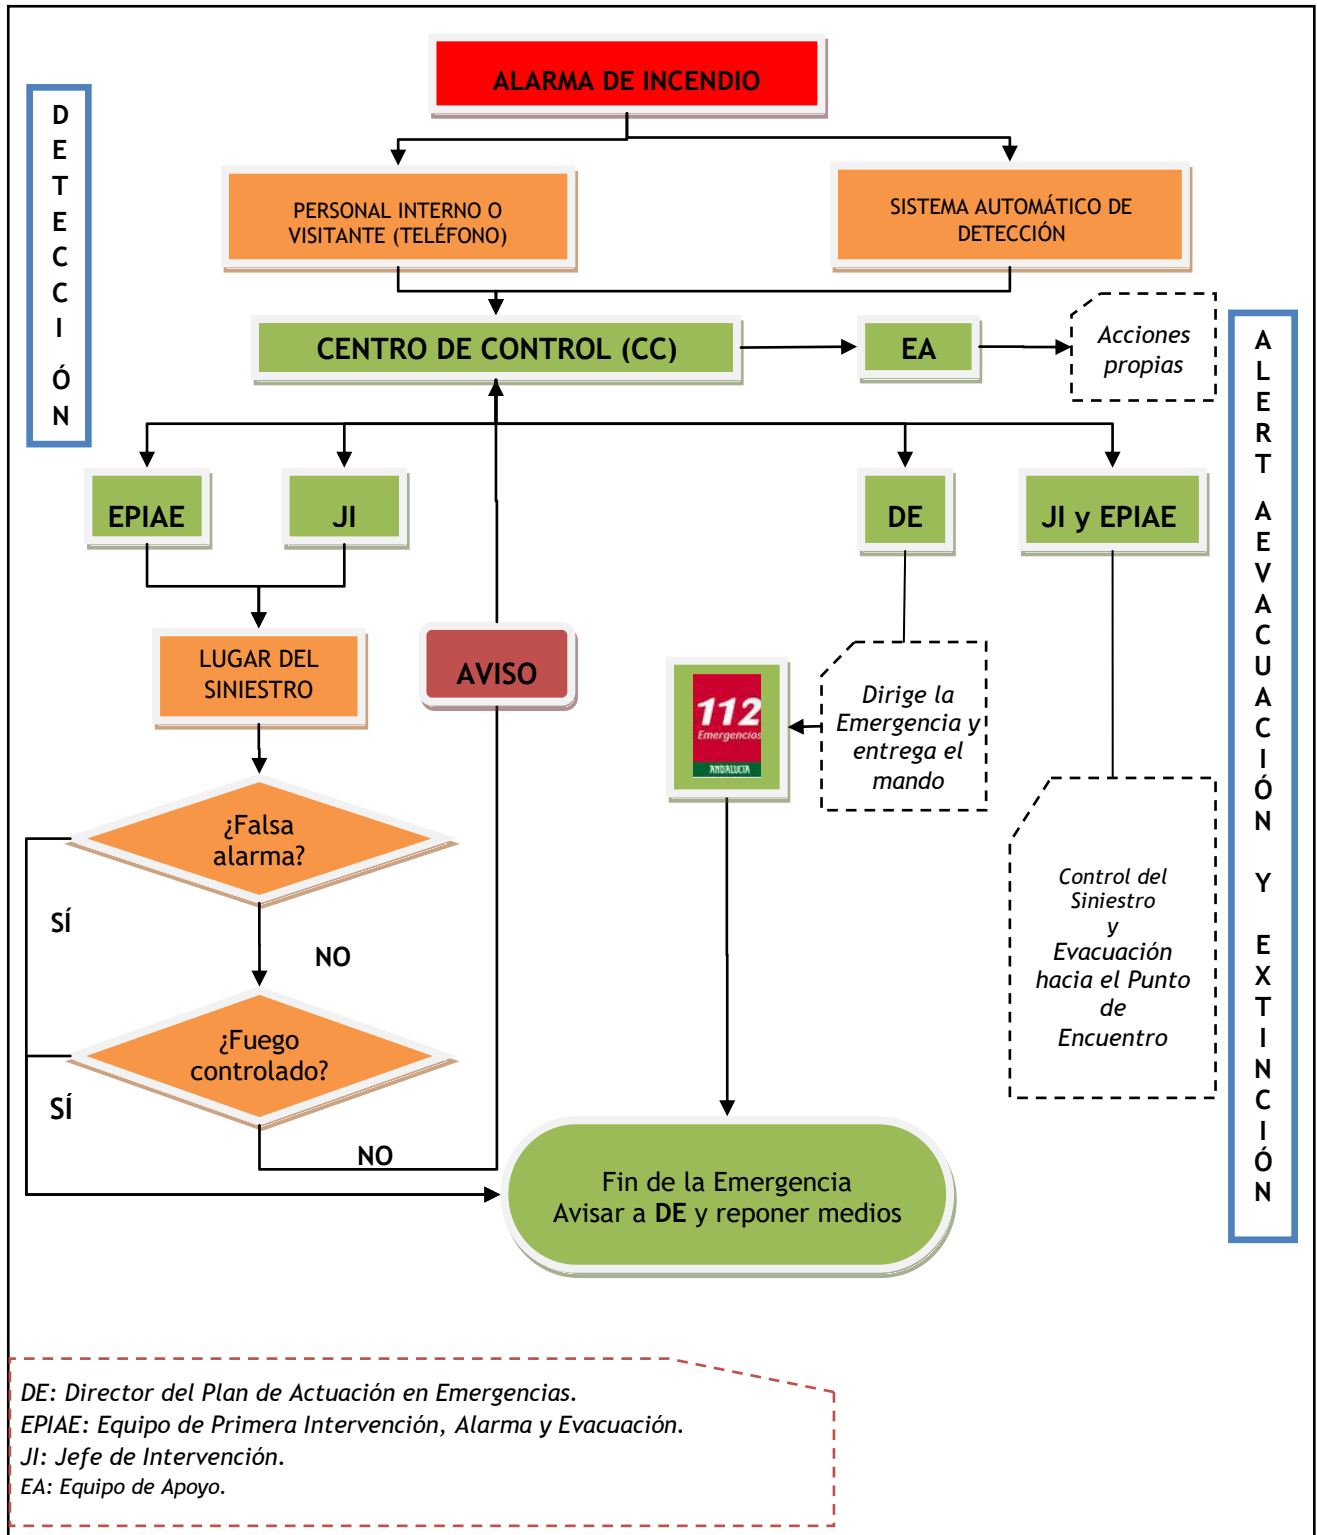 ALARMA DE INCENDIO
D
E
T
E
C
C
I
Ó
N
PERSONAL INTERNO O
VISITANTE (TELÉFONO)
SISTEMA AUTOMÁTICO DE
DETECCIÓN
CENTRO DE CONTROL (CC)
EA
Acciones
propias
A
L
E
R
T
A
E
V
A
C
U
A
C
I
Ó
N
Y
E
X
T
I
N
C
I
Ó
N
EPIAE
JI
DE
JI y EPIAE
LUGAR DEL
SINIESTRO
AVISO
112
Emergencias
ANDALUCIA
Dirige la
Emergencia y
entrega el
mando
¿Falsa
alarma?
SÍ
NO
Control del
Siniestro
y
Evacuación
hacia el Punto
de
Encuentro
¿Fuego
controlado?
SÍ
NO
Fin de la Emergencia
Avisar a DE y reponer medios
DE: Director del Plan de Actuación en Emergencias.
EPIAE: Equipo de Primera Intervención, Alarma y Evacuación.
JI: Jefe de Intervención.
EA: Equipo de Apoyo.